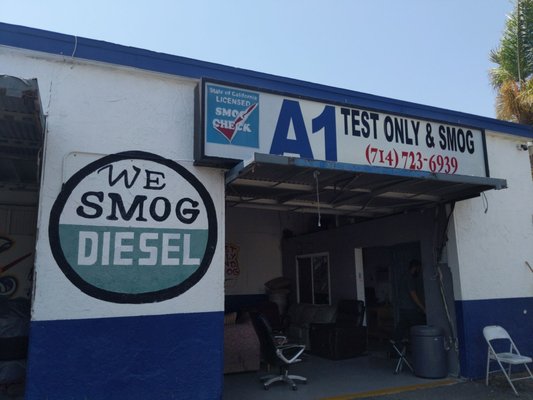 State of California
LICENSED
SMOG
CHECK
A1
TEST ONLY & SMOG
(714) 723-6939
WE
SMOG
DIESEL